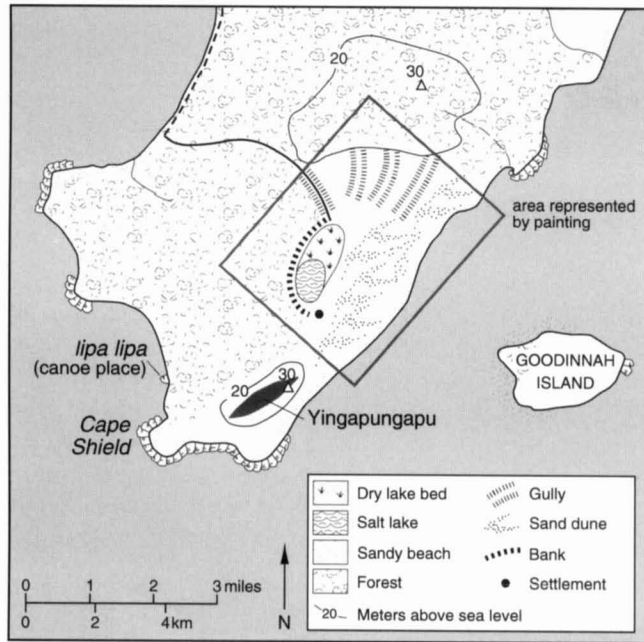 20
30
area represented
by painting
lipa lipa
(canoe place)
GOODINNAH
ISLAND
30
20
Cape
Shield
Yingapungapu
Dry lake bed
Gully
Salt lake
Sand dune
Sandy beach
Bank
Forest
Settlement
20 Meters above sea level
0 1 2 3 miles
0 2 4 km
N